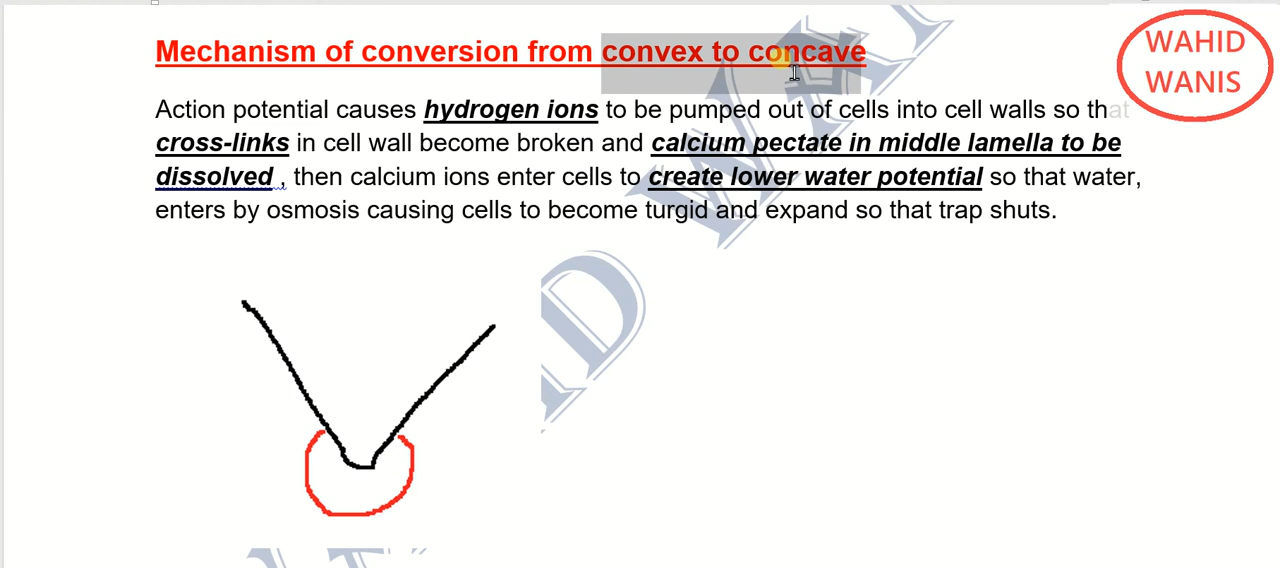 Mechanism of conversion from convex to concave
WAHID
WANIS
Action potential causes hydrogen ions to be pumped out of cells into cell walls so that
cross-links in cell wall become broken and calcium pectate in middle lamella to be
dissolved , then calcium ions enter cells to create lower water potential so that water,
enters by osmosis causing cells to become turgid and expand so that trap shuts.